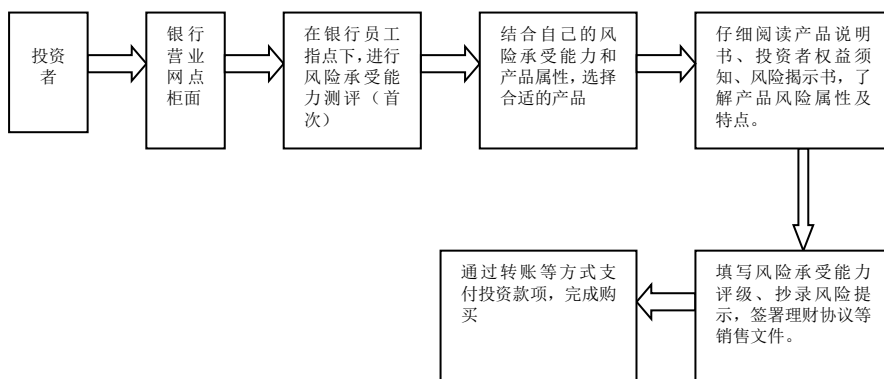 投资
者
银行
营业
网点
柜面
在银行员工
指点下，进行
风险承受能
力测评（首
次）
结合自己的风
险承受能力和
产品属性，选择
合适的产品
仔细阅读产品说明
书、投资者权益须
知、风险揭示书，了
解产品风险属性及
特点。
填写风险承受能力
评级、抄录风险提
示，签署理财协议等
销售文件。
通过转账等方式支
付投资款项，完成购
买